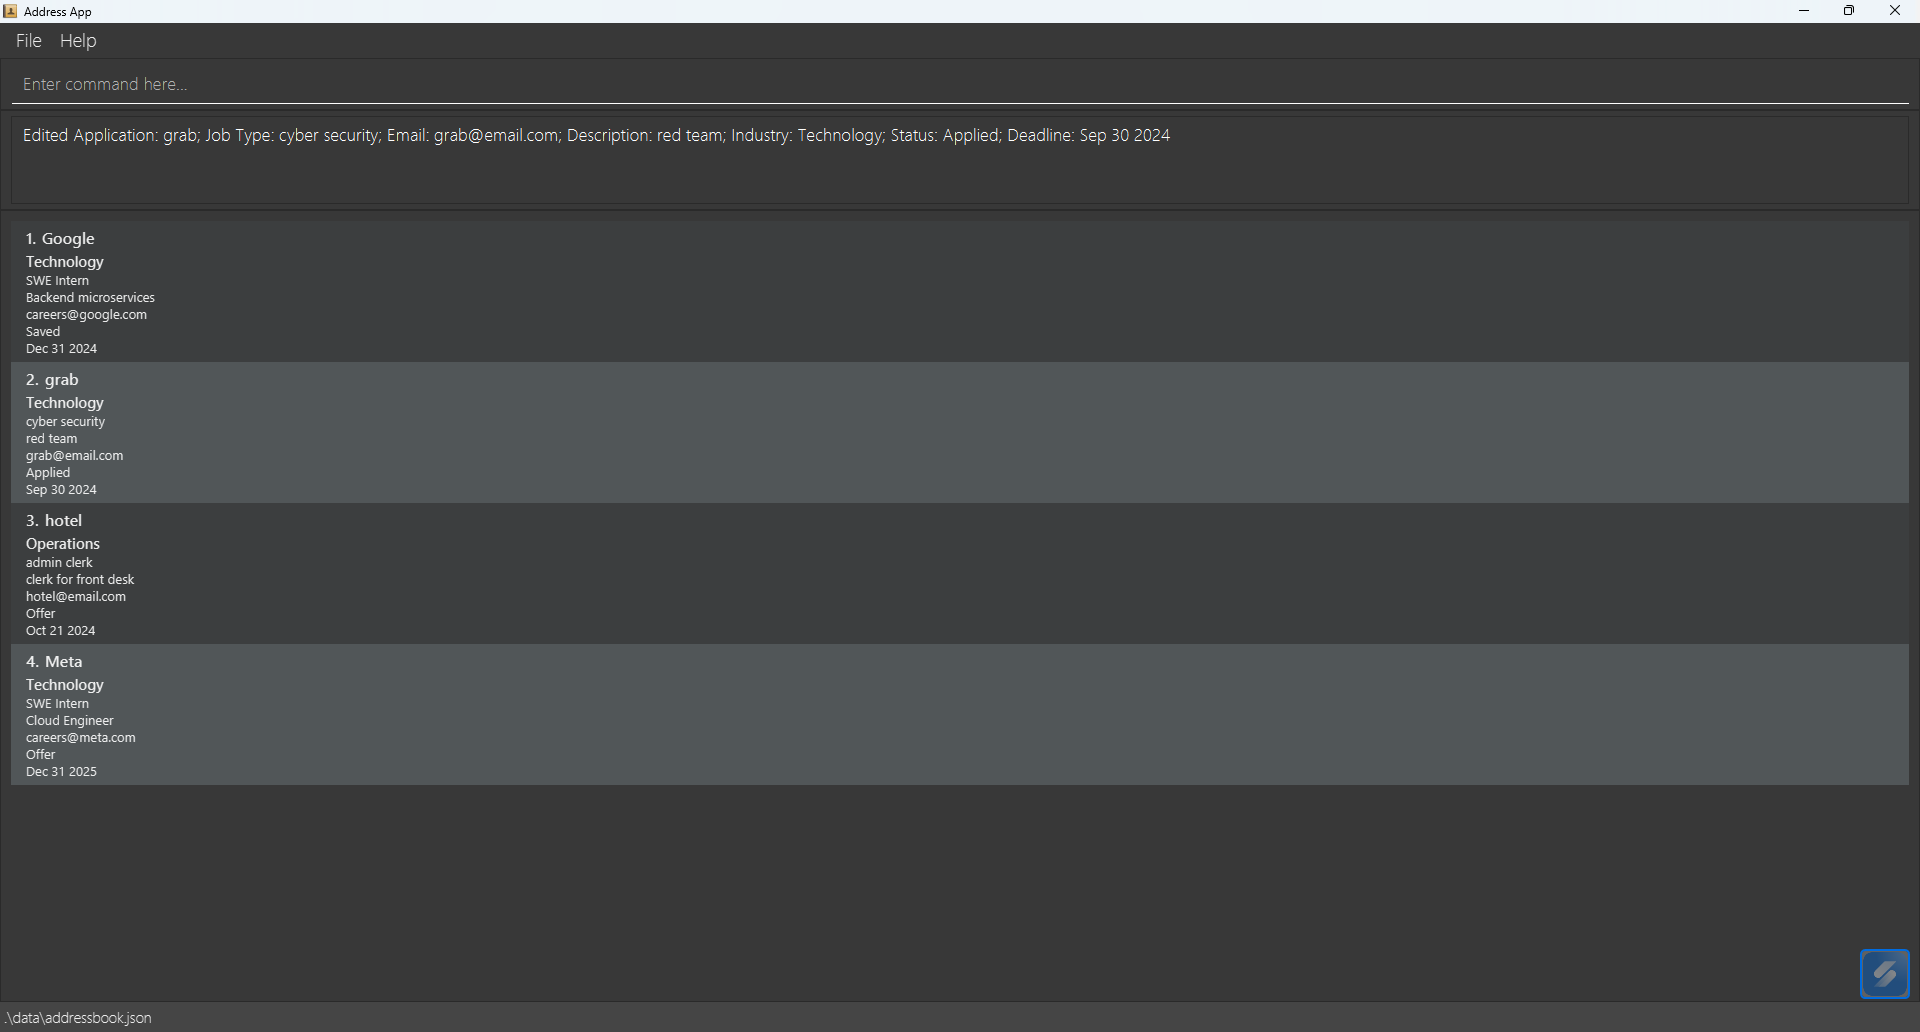 Address App
File Help
Enter command here...
Edited Application: grab; Job Type: cyber security; Email: grab@email.com; Description: red team; Industry: Technology; Status: Applied; Deadline: Sep 30 2024
1. Google
Technology
SWE Intern
Backend microservices
careers@google.com
Saved
Dec 31 2024
2. grab
Technology
cyber security
red team
grab@email.com
Applied
Sep 30 2024
3. hotel
Operations
admin clerk
clerk for front desk
hotel@email.com
Offer
Oct 21 2024
4. Meta
Technology
SWE Intern
Cloud Engineer
careers@meta.com
Offer
Dec 31 2025
.\data\addressbook.json